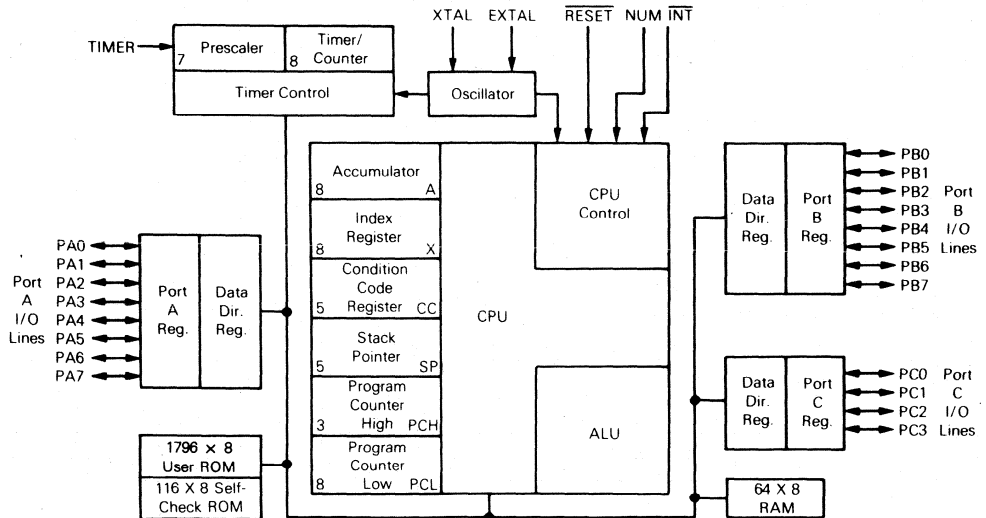 XTAL EXTAL RESET NUM INT
TIMER
7 Prescaler
8 Timer/
Counter
Timer Control
Oscillator
8 Accumulator A
Index
8 Register X
Condition
Code
5 Register CC
Stack
5 Pointer SP
Program
Counter
3 High PCH
Program
Counter
8 Low PCL
CPU
CPU
Control
ALU
Port
A
I/O
Lines
PA0
PA1
PA2
PA3
PA4
PA5
PA6
PA7
Port
A
Reg.
Data
Dir.
Reg.
1796 X 8
User ROM
116 X 8 Self-
Check ROM
Data
Dir.
Reg.
Port
B
Reg.
PB0
PB1
PB2 Port
PB3 B
PB4 I/O
PB5 Lines
PB6
PB7
Data
Dir.
Reg.
Port
C
Reg.
PC0 Port
PC1 C
PC2 I/O
PC3 Lines
64 X 8
RAM